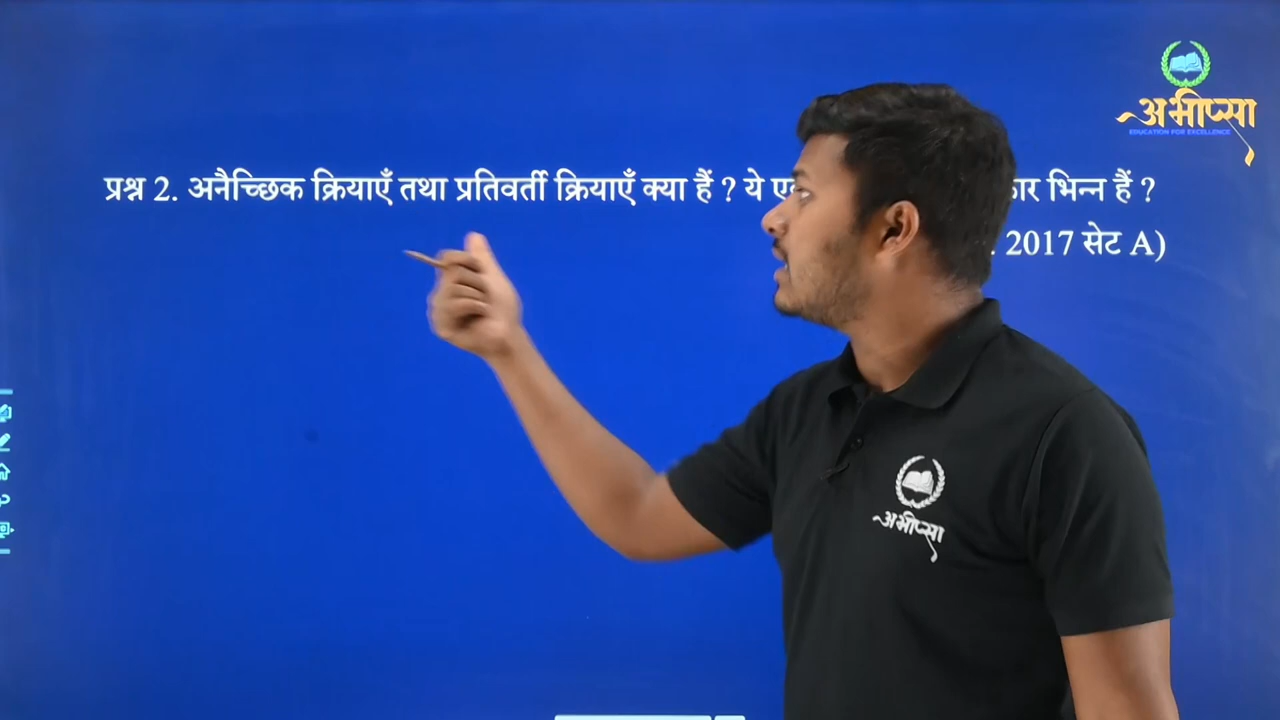 अभीप्सा
EDUCATION FOR EXCELLENCE
प्रश्न 2. अनैच्छिक क्रियाएँ तथा प्रतिवर्ती क्रियाएँ क्या हैं ? ये भिन्न हैं ?
2017 सेट A)
अभीप्सा